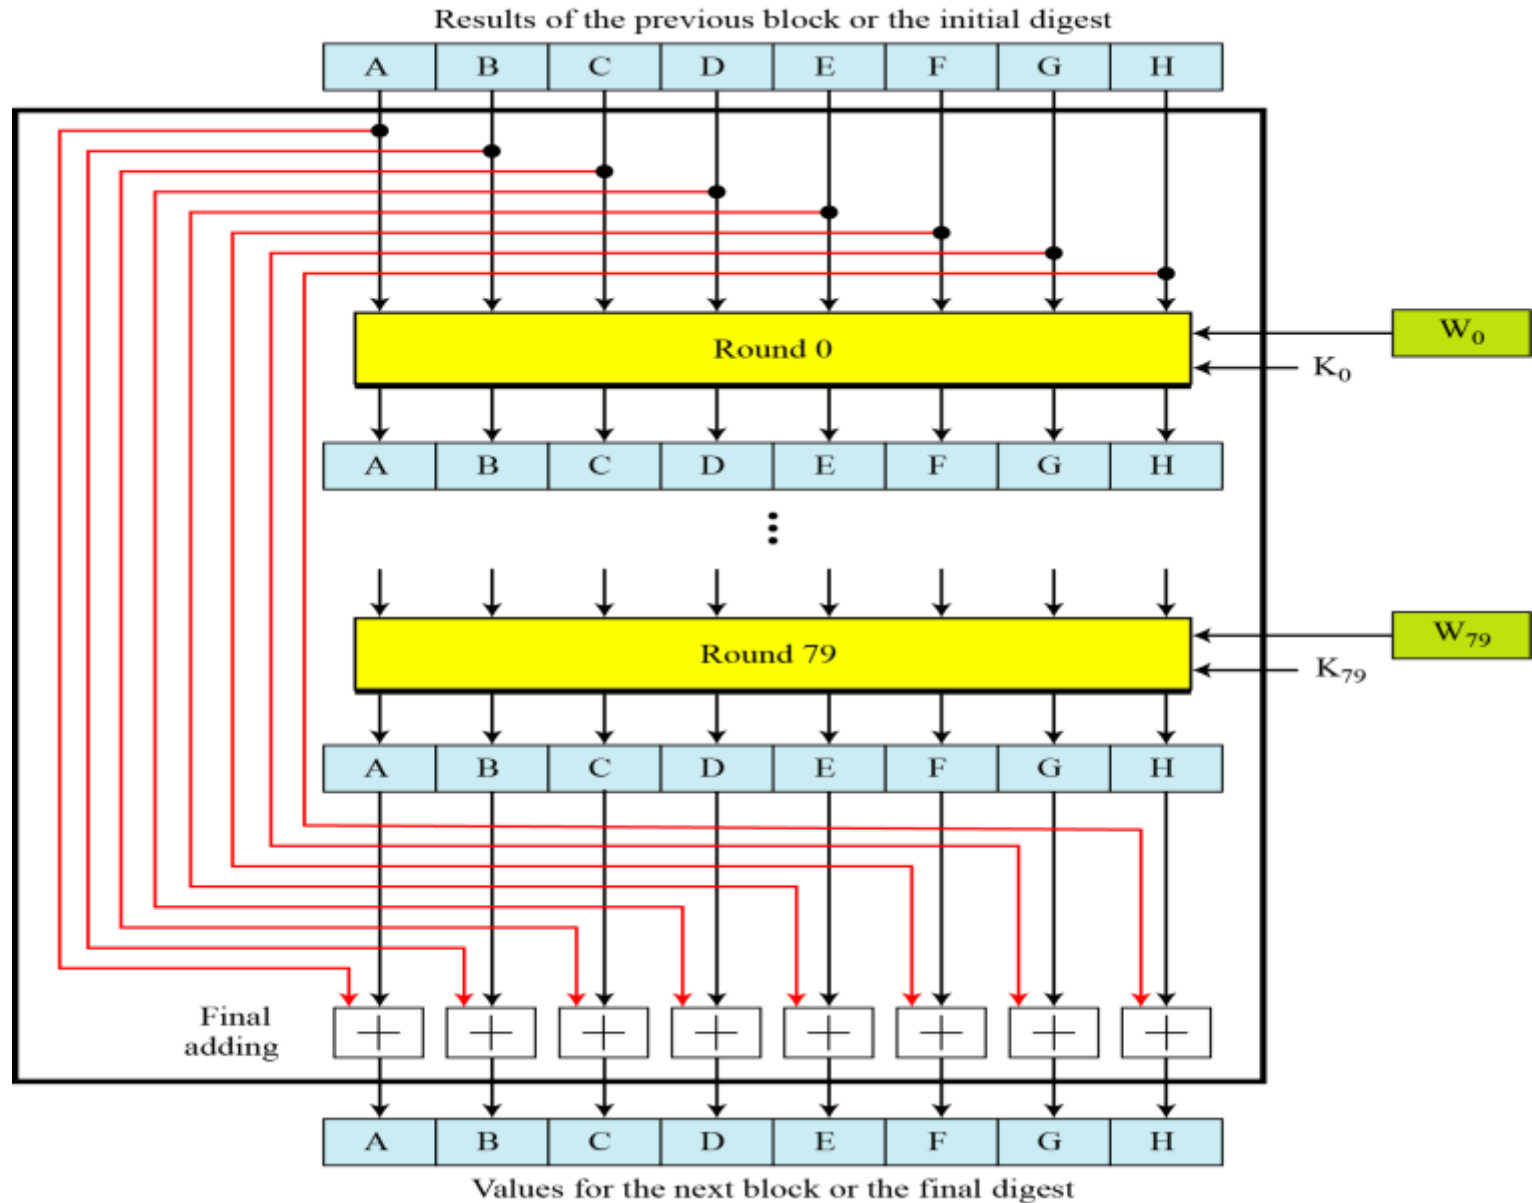 Results of the previous block or the initial digest
A B C D E F G H
Round 0
W0
K0
A B C D E F G H
Round 79
W79
K79
A B C D E F G H
Final
adding
A B C D E F G H
Values for the next block or the final digest